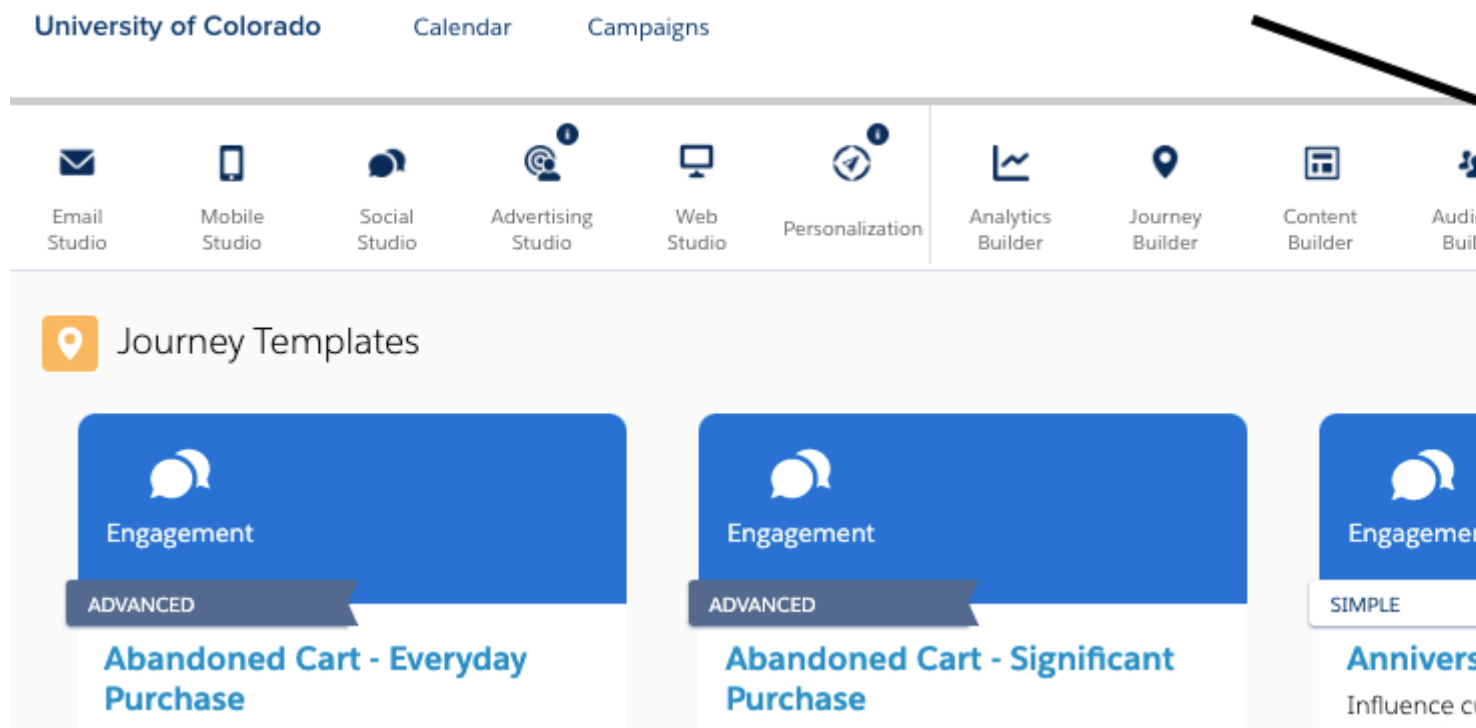 University of Colorado Calendar Campaigns
Email Studio
Mobile Studio
Social Studio
Advertising Studio
Web Studio
Personalization
Analytics Builder
Journey Builder
Content Builder
Journey Templates
Engagement
ADVANCED
Abandoned Cart - Everyday
Purchase
Engagement
ADVANCED
Abandoned Cart - Significant
Purchase
SIMPLE
Influence